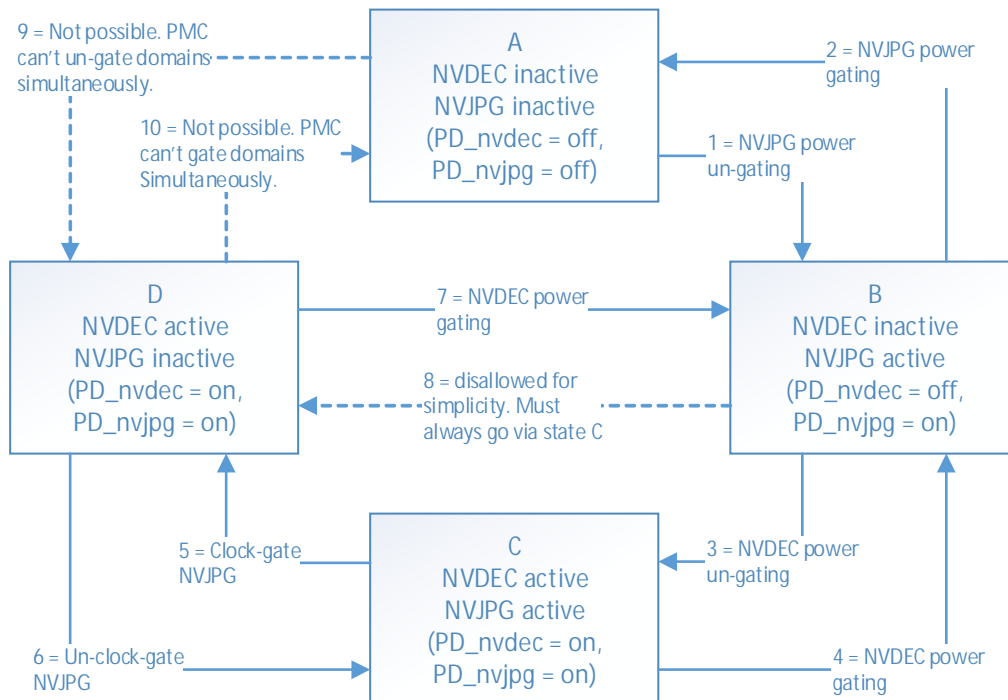 9 = Not possible. PMC
can't un-gate domains
simultaneously.
A
NVDEC inactive
NVJPG inactive
(PD_nvdec = off,
PD_nvjpg = off)
2 = NVJPG power
gating
10 = Not possible. PMC
can't gate domains
Simultaneously.
1 = NVJPG power
un-gating
D
NVDEC active
NVJPG inactive
(PD_nvdec = on,
PD_nvjpg = on)
7 = NVDEC power
gating
8 = disallowed for
simplicity. Must
always go via state C
B
NVDEC inactive
NVJPG active
(PD_nvdec = off,
PD_nvjpg = on)
5 = Clock-gate
NVJPG
C
NVDEC active
NVJPG active
(PD_nvdec = on,
PD_nvjpg = on)
3 = NVDEC power
un-gating
6 = Un-clock-gate
NVJPG
4 = NVDEC power
gating